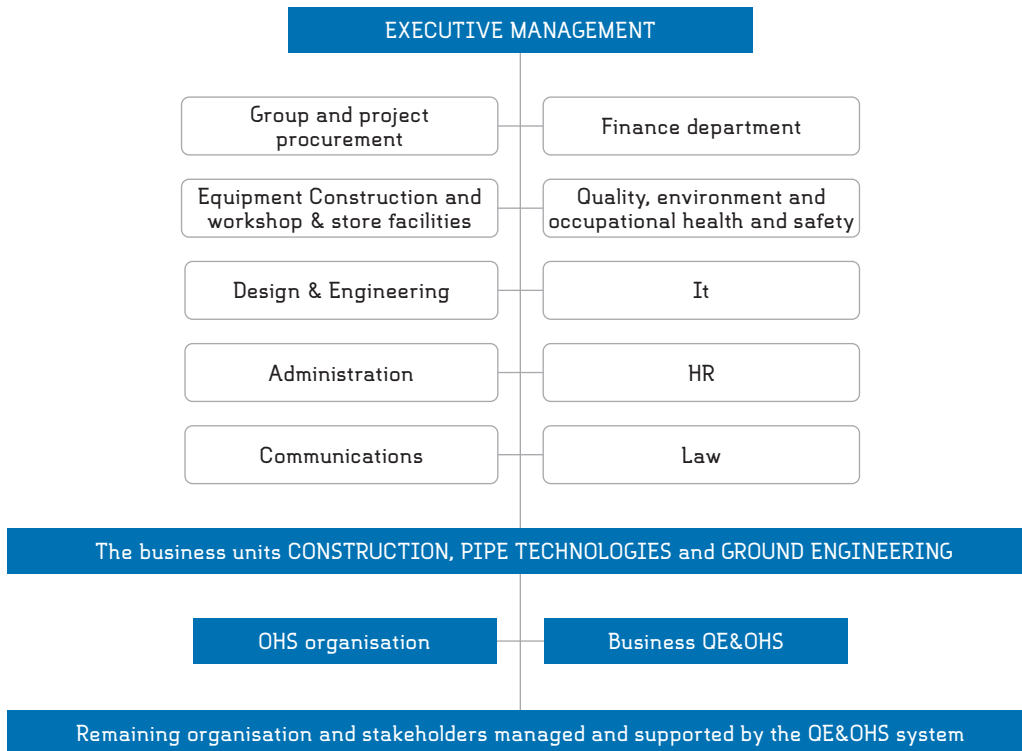 EXECUTIVE MANAGEMENT
Group and project
procurement
Finance department
Equipment Construction and
workshop & store facilities
Quality, environment and
occupational health and safety
Design & Engineering
It
Administration
HR
Communications
Law
The business units CONSTRUCTION, PIPE TECHNOLOGIES and GROUND ENGINEERING
OHS organisation
Business QE&OHS
Remaining organisation and stakeholders managed and supported by the QE&OHS system